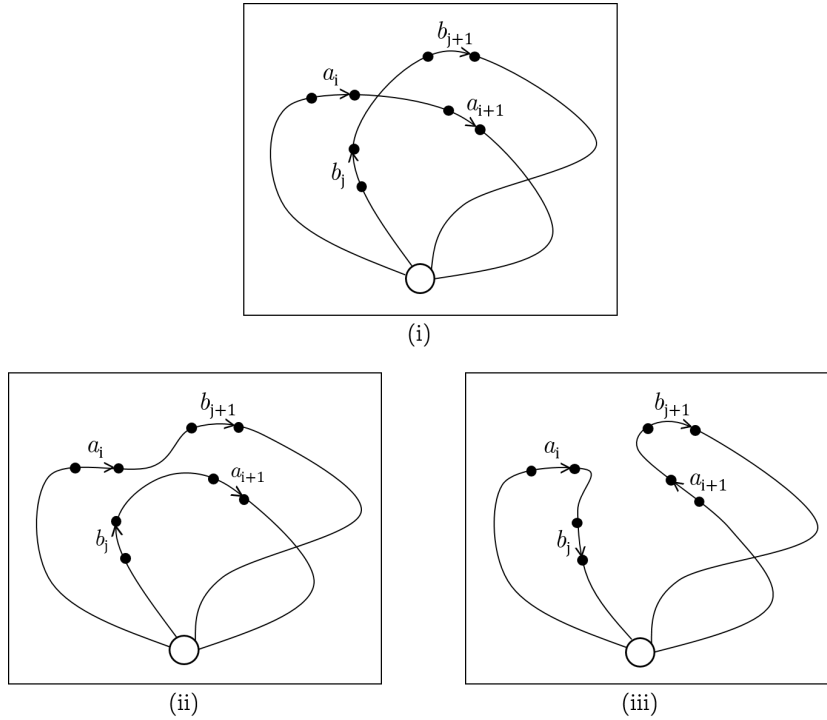 b_{j+1}
a_i
a_{i+1}
b_j
(i)
b_{j+1}
a_i
a_{i+1}
b_j
(ii)
b_{j+1}
a_i
a_{i+1}
b_j
(iii)